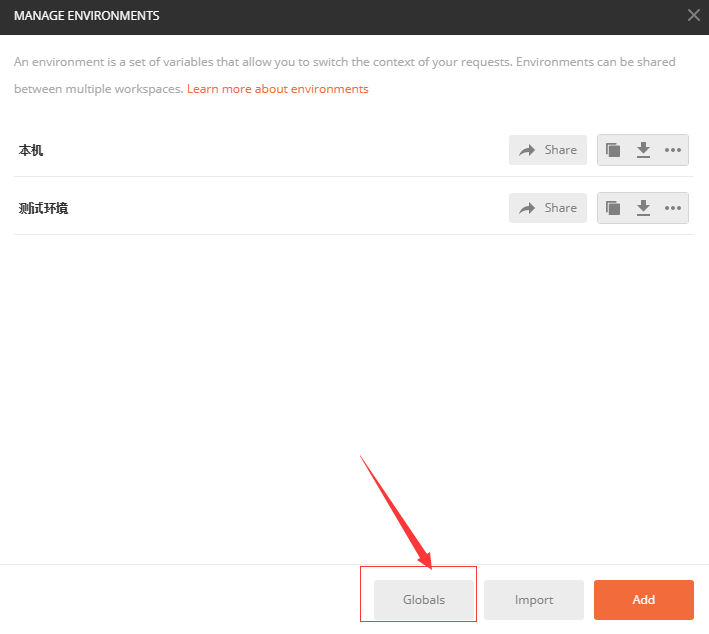 MANAGE ENVIRONMENTS
An environment is a set of variables that allow you to switch the context of your requests. Environments can be shared
between multiple workspaces. Learn more about environments
本机 Share
测试环境 Share
Globals Import Add